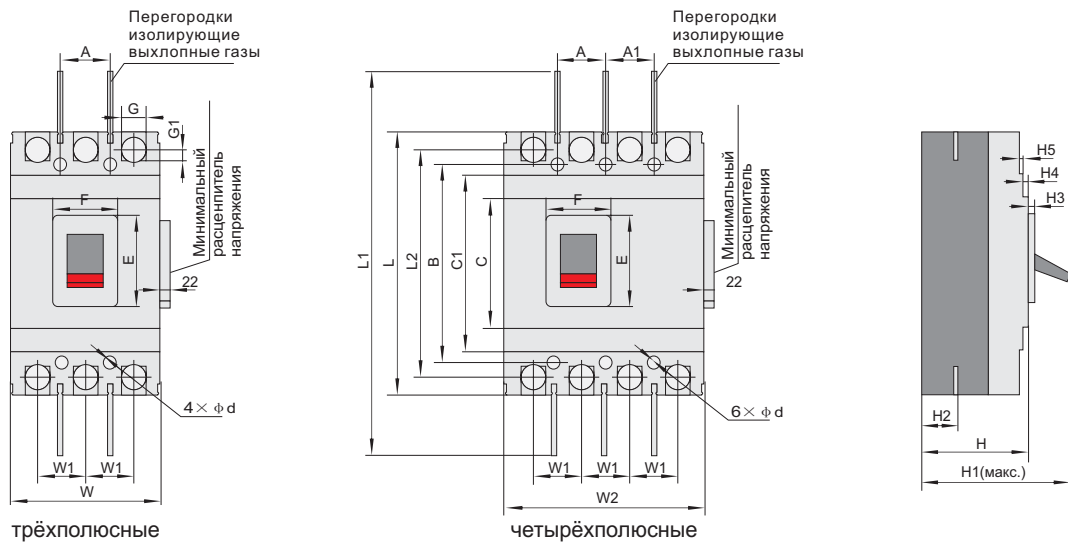 Перегородки
изолирующие
выхлопные газы
A
G
G1
Минимальный
расценпитель
напряжения
F
E
22
4×φd
W1
W1
W
трёхполюсные
Перегородки
изолирующие
выхлопные газы
A
A1
Минимальный
расцепитель
напряжения
F
L1
L
L2
B
C1
C
E
22
6×φd
W1
W1
W1
W2
четырёхполюсные
H5
H4
H3
H2
H
H1(макс.)